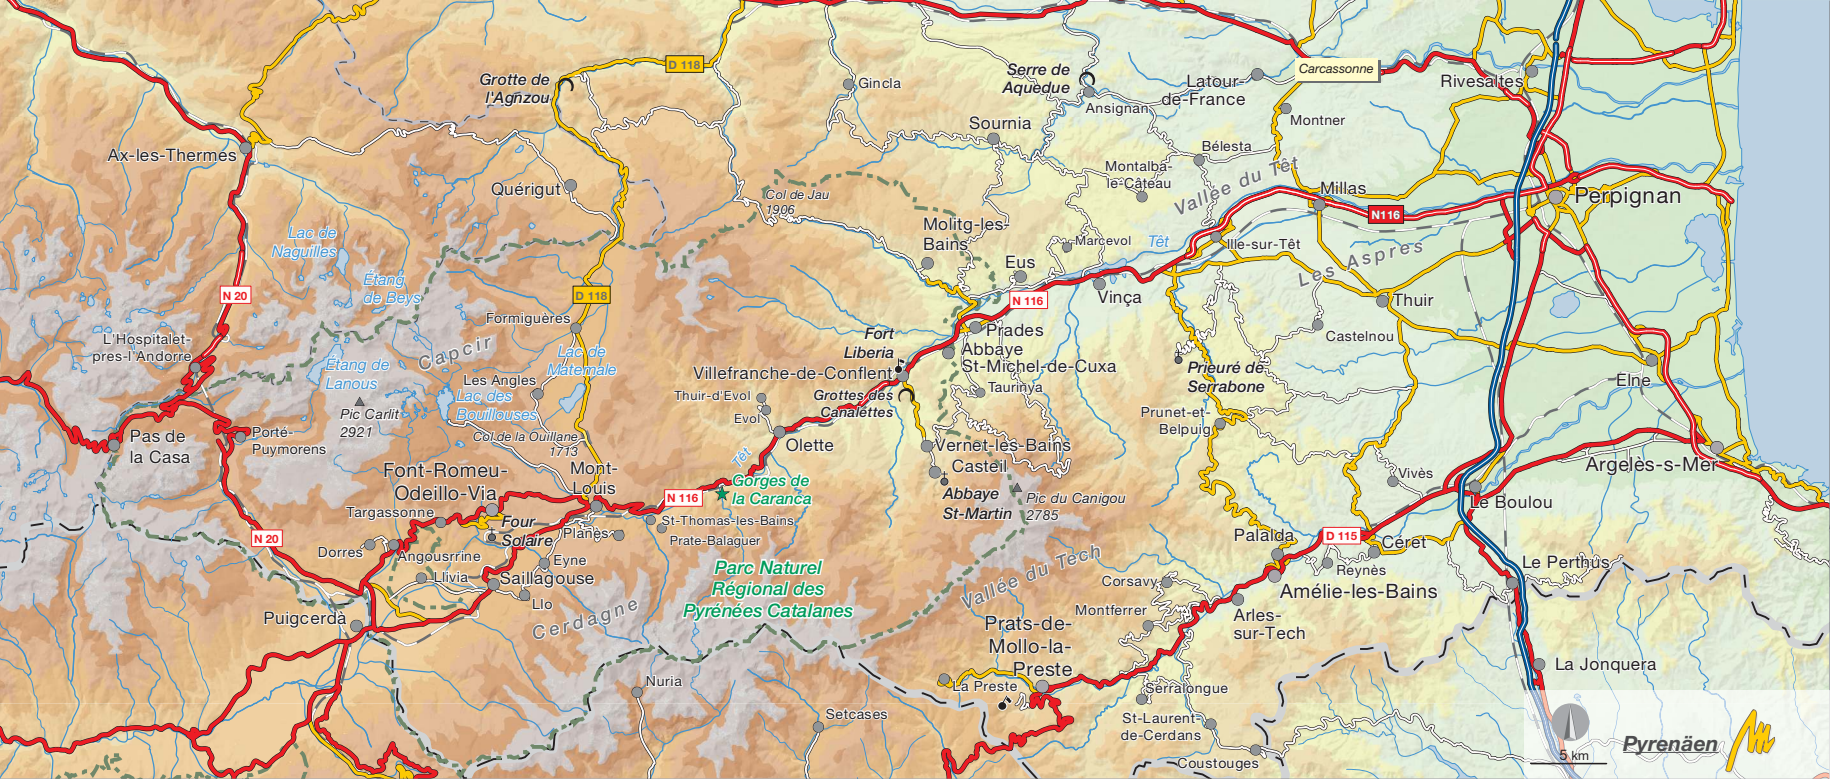 D 118
Carcassonne
Grotte de
l'Agñzou
Gincla
Serre de
Aquèdue
Ansignan
Latour-
de-France
Rivesaltes
Montner
Sournia
Ax-les-Thermes
Bélesta
Quérigut
Montalba-
le-Câteau
Col de Jau
1906
Vallée du Têt
Millas
N116
Perpignan
Lac de
Naguilles
Molitg-les-
Bains
Marcevol
Têt
Ille-sur-Têt
Les Aspres
Étang
de Beys
Eus
N 20
D 118
N 116
Vinça
Thuir
Formiguères
Prades
Castelnou
L'Hospitalet-
pres-l'Andorre
Capcir
Fort
Liberia
Abbaye
St-Michel-de-Cuxa
Étang de
Lanous
Lac de
Matemale
Villefranche-de-Conflent
Prieuré de
Serrabone
Elne
Les Angles
Lac des
Bouillouses
Thuir-d'Evol
Evol
Grottes des
Canalettes
Taurinya
Pic Carlit
2921
Prunet-et-
Belpuig
Pas de
la Casa
Porté-
Puymorens
Col de la Quillane
1713
Olette
Vernet-les-Bains
Casteil
Têt
Font-Romeu-
Odeillo-Via
Mont-
Louis
Argelès-s-Mer
Vivès
Gorges de
la Caranca
N 116
Abbaye
St-Martin
Pic du Canigou
2785
Le Boulou
Targassonne
Four
Solaire
St-Thomas-les-Bains
Planès
Prate-Balaguer
N 20
Palalda
D 115
Céret
Dorres
Angousrrine
Eyne
Vallée du Tech
Reynès
Le Perthus
Llivia
Saillagouse
Parc Naturel
Régional des
Pyrénées Catalanes
Corsavy
Amélie-les-Bains
Llo
Cerdagne
Puigcerdà
Montferrer
Arles-
sur-Tech
Prats-de-
Mollo-la-
Preste
La Jonquera
Nuria
La Preste
Serralongue
Setcases
St-Laurent-
de-Cerdans
Coustouges
5 km
Pyrenäen